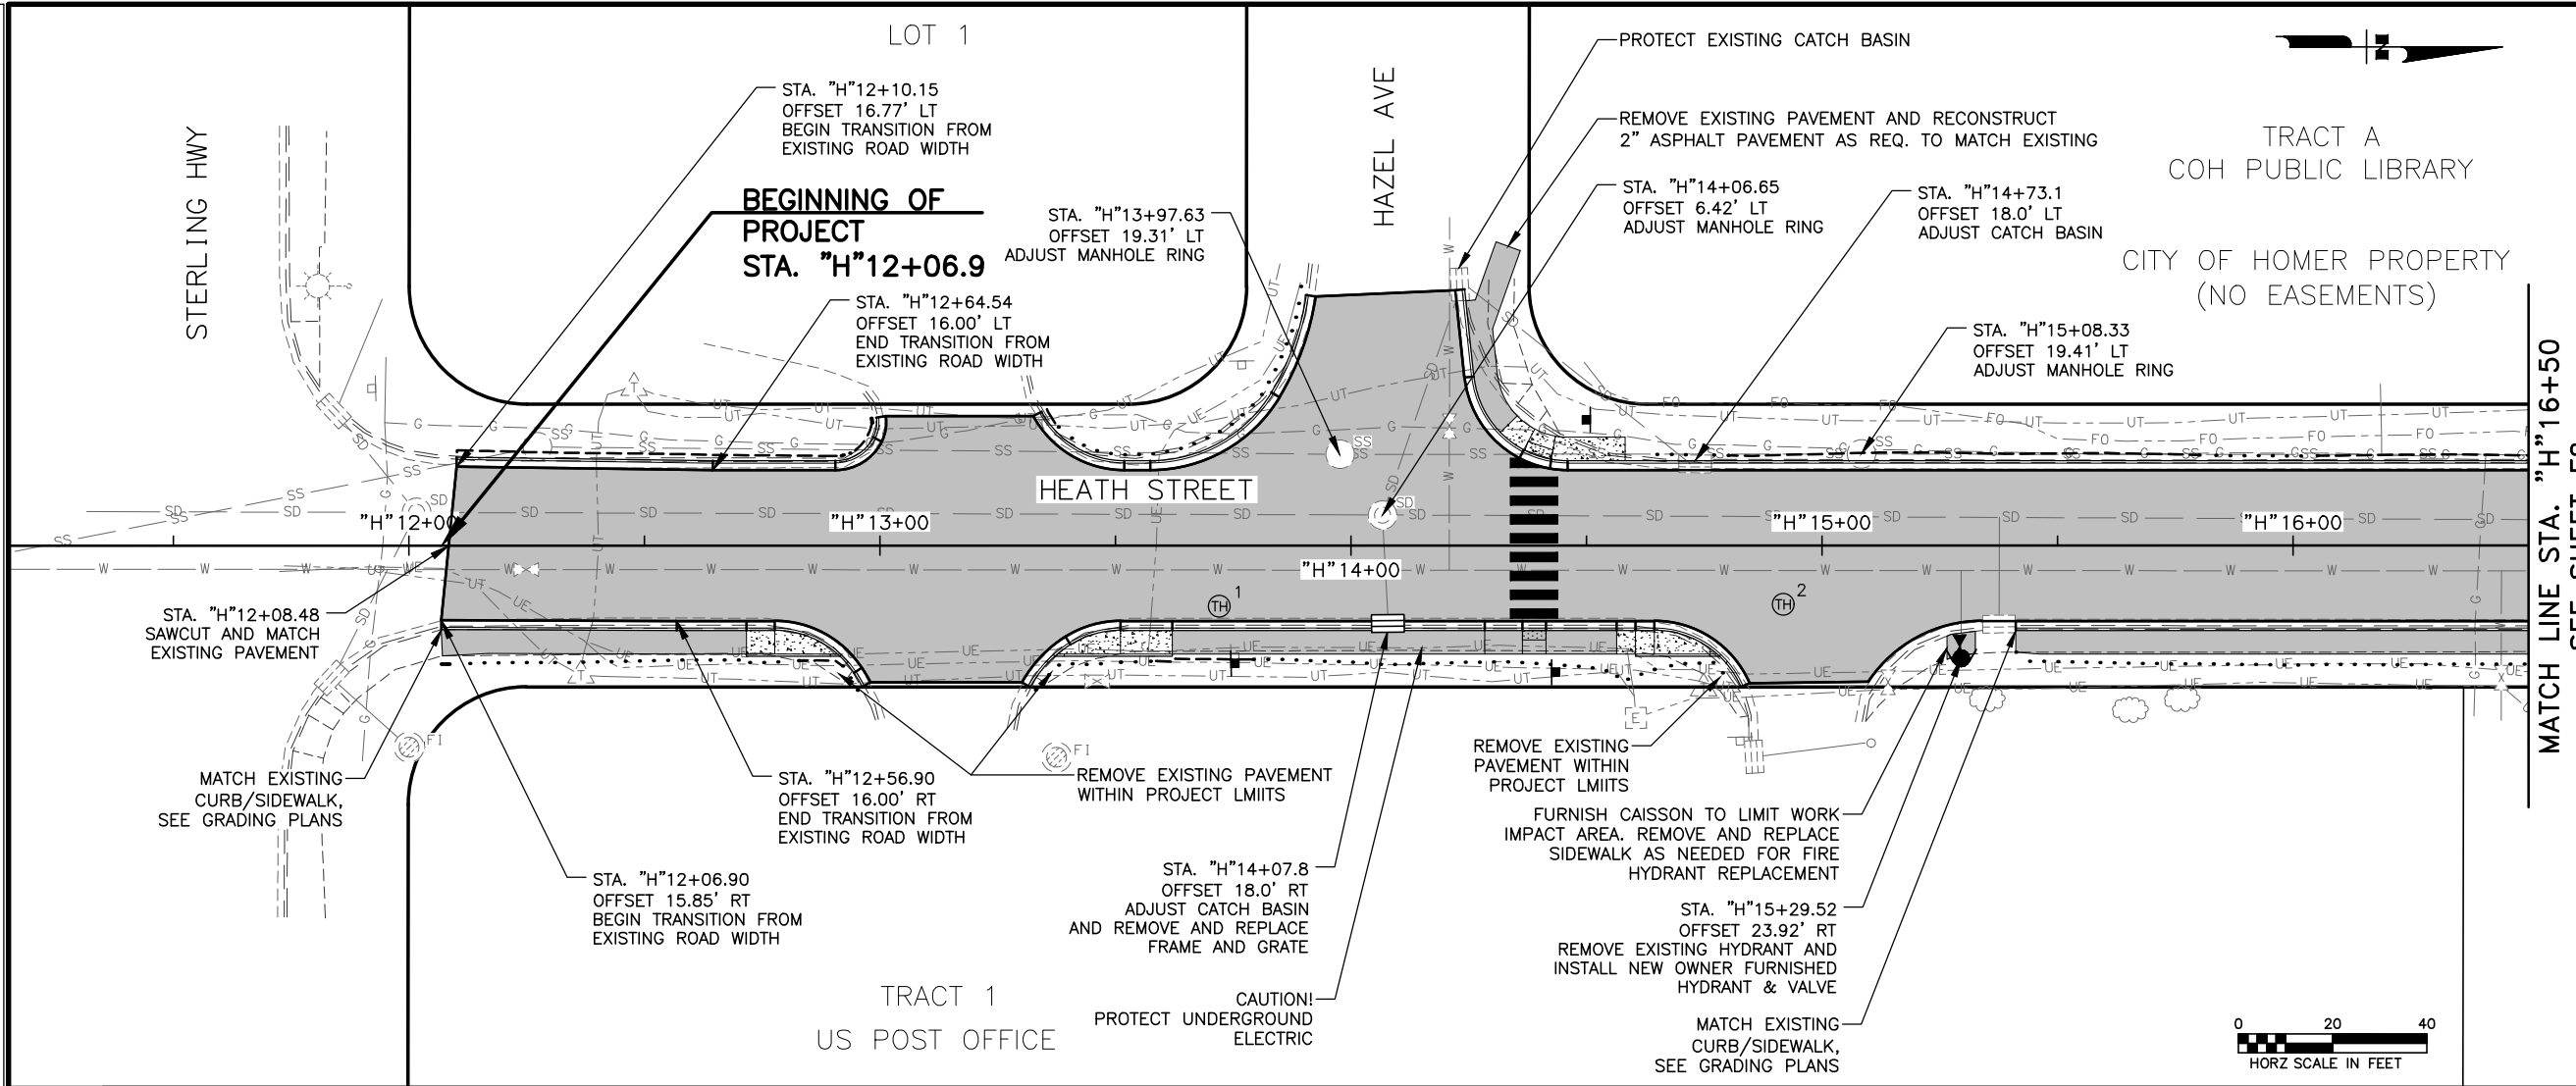 LOT 1
STERLING HWY
HAZEL AVE
STA. "H"12+10.15
OFFSET 16.77' LT
BEGIN TRANSITION FROM
EXISTING ROAD WIDTH
BEGINNING OF
PROJECT
STA. "H"12+06.9
STA. "H"12+64.54
OFFSET 16.00' LT
END TRANSITION FROM
EXISTING ROAD WIDTH
STA. "H"13+97.63
OFFSET 19.31' LT
ADJUST MANHOLE RING
PROTECT EXISTING CATCH BASIN
REMOVE EXISTING PAVEMENT AND RECONSTRUCT
2" ASPHALT PAVEMENT AS REQ. TO MATCH EXISTING
STA. "H"14+06.65
OFFSET 6.42' LT
ADJUST MANHOLE RING
STA. "H"14+73.1
OFFSET 18.0' LT
ADJUST CATCH BASIN
STA. "H"15+08.33
OFFSET 19.41' LT
ADJUST MANHOLE RING
N
TRACT A
COH PUBLIC LIBRARY
CITY OF HOMER PROPERTY
(NO EASEMENTS)
MATCH LINE STA. "H"16+50
HEATH STREET
"H"12+00
"H"13+00
"H"14+00
"H"15+00
"H"16+00
TH 1
TH 2
STA. "H"12+08.48
SAWCUT AND MATCH
EXISTING PAVEMENT
MATCH EXISTING
CURB/SIDEWALK,
SEE GRADING PLANS
STA. "H"12+06.90
OFFSET 15.85' RT
BEGIN TRANSITION FROM
EXISTING ROAD WIDTH
STA. "H"12+56.90
OFFSET 16.00' RT
END TRANSITION FROM
EXISTING ROAD WIDTH
REMOVE EXISTING PAVEMENT
WITHIN PROJECT LMIITS
STA. "H"14+07.8
OFFSET 18.0' RT
ADJUST CATCH BASIN
AND REMOVE AND REPLACE
FRAME AND GRATE
CAUTION!
PROTECT UNDERGROUND
ELECTRIC
REMOVE EXISTING
PAVEMENT WITHIN
PROJECT LMIITS
FURNISH CAISSON TO LIMIT WORK
IMPACT AREA. REMOVE AND REPLACE
SIDEWALK AS NEEDED FOR FIRE
HYDRANT REPLACEMENT
STA. "H"15+29.52
OFFSET 23.92' RT
REMOVE EXISTING HYDRANT AND
INSTALL NEW OWNER FURNISHED
HYDRANT & VALVE
MATCH EXISTING
CURB/SIDEWALK,
SEE GRADING PLANS
TRACT 1
US POST OFFICE
FI
FI
E
0 20 40
HORZ SCALE IN FEET